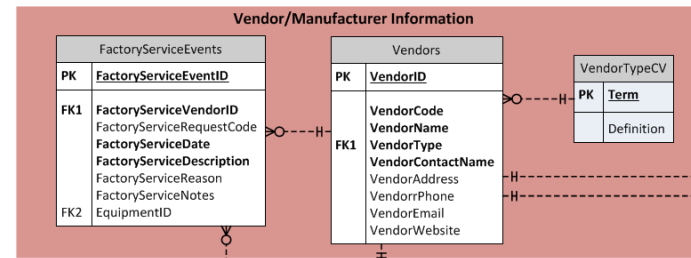 Vendor/Manufacturer Information
FactoryServiceEvents
PK FactoryServiceEventID
FK1 FactoryServiceVendorID
FactoryServiceRequestCode
FactoryServiceDate
FactoryServiceDescription
FactoryServiceReason
FactoryServiceNotes
FK2 EquipmentID
Vendors
PK VendorID
VendorCode
VendorName
FK1 VendorType
VendorContactName
VendorAddress
VendorrPhone
VendorEmail
VendorWebsite
VendorTypeCV
PK Term
Definition